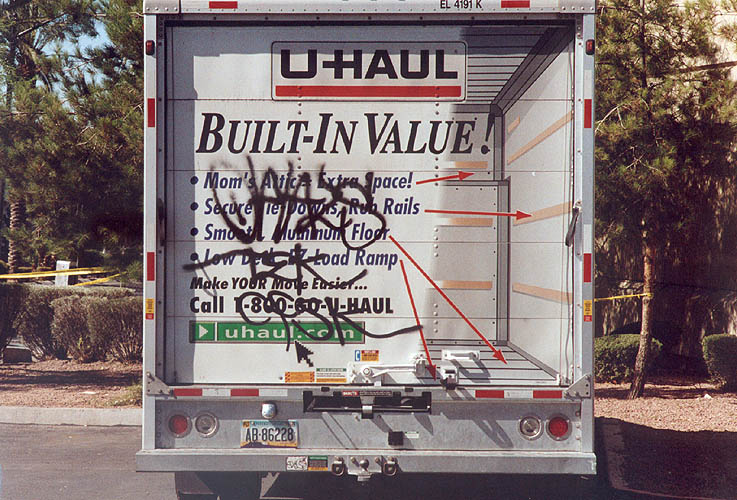 EL 4191 K
U-HAUL
BUILT-IN VALUE!
• Mom's Attic: Extra Space!
• Secure Tie-Downs, Rub Rails
• Smooth Aluminum Floor
• Low Deck, EZ-Load Ramp
Make YOUR Move Easier...
Call 1-800-GO-U-HAUL
uhaul.com
AB-86228